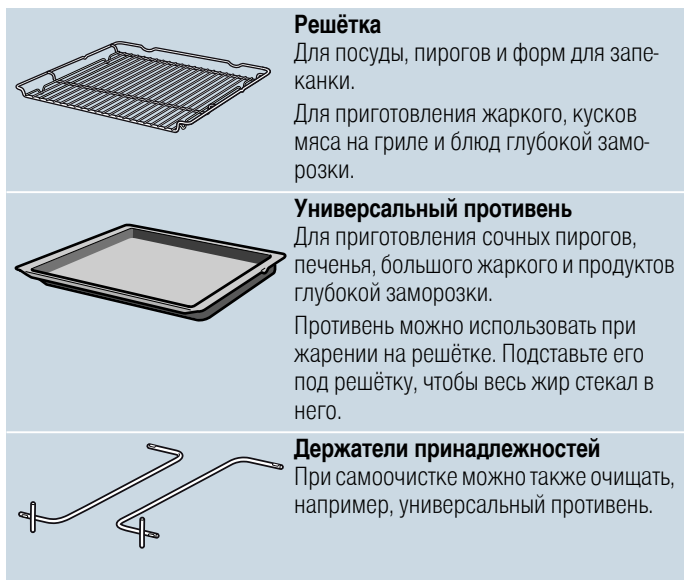 Решётка
Для посуды, пирогов и форм для запе-
канки.
Для приготовления жаркого, кусков
мяса на гриле и блюд глубокой замо-
розки.
Универсальный противень
Для приготовления сочных пирогов,
печенья, большого жаркого и продуктов
глубокой заморозки.
Противень можно использовать при
жарении на решётке. Подставьте его
под решётку, чтобы весь жир стекал в
него.
Держатели принадлежностей
При самоочистке можно также очищать,
например, универсальный противень.